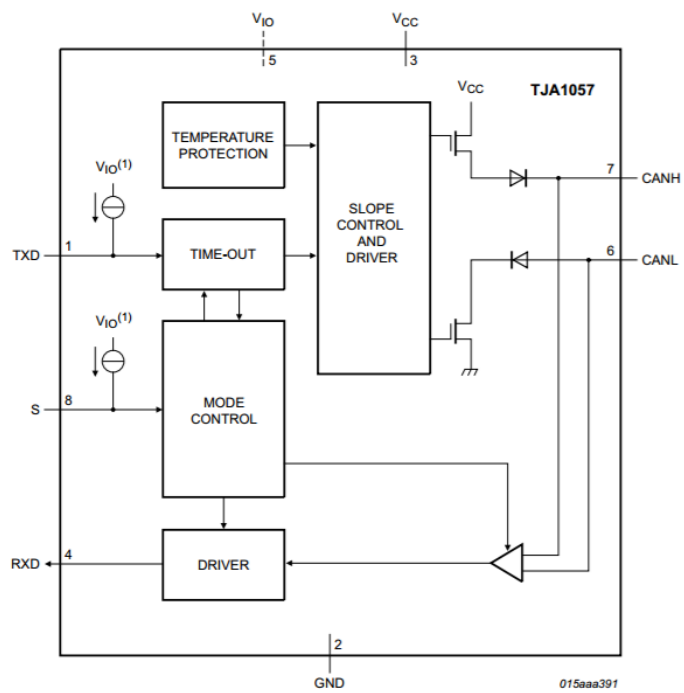 VIO
VCC
5
3
VCC
TJA1057
TEMPERATURE
PROTECTION
VIO(1)
7
CANH
SLOPE
CONTROL
AND
DRIVER
TXD
1
TIME-OUT
6
CANL
VIO(1)
S
8
MODE
CONTROL
RXD
4
DRIVER
2
GND
015aaa391